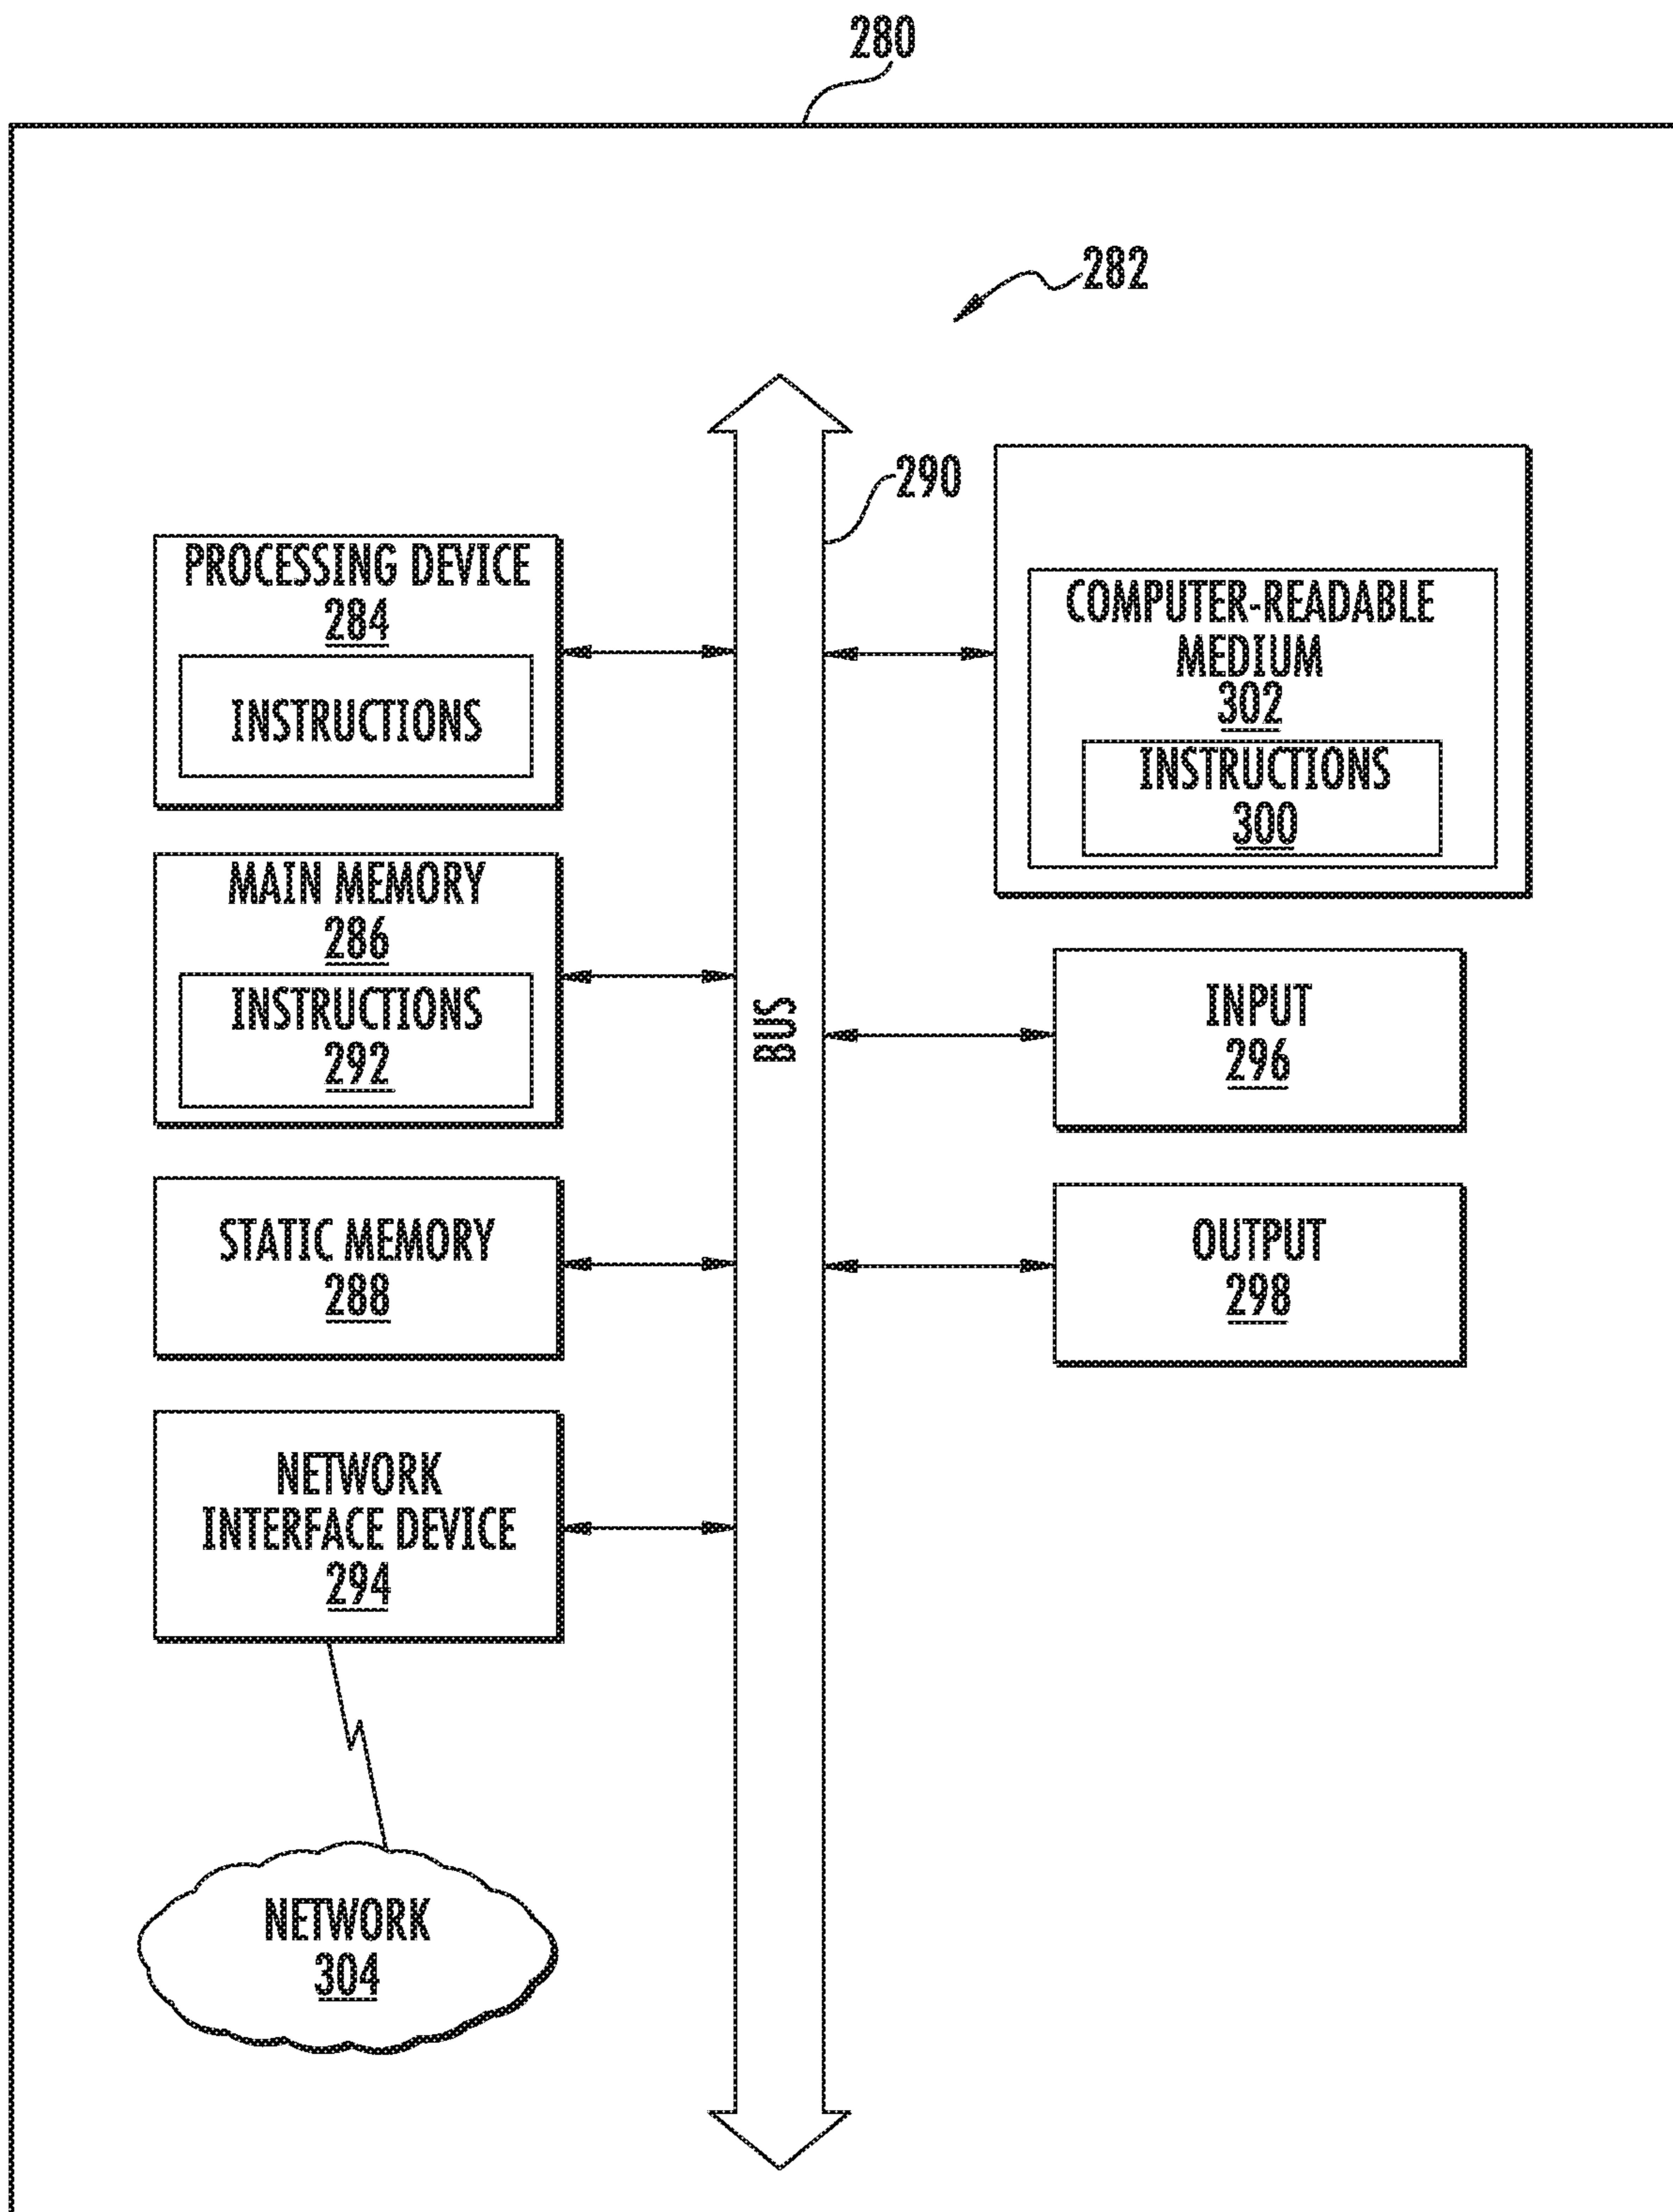 280
282
290
PROCESSING DEVICE
284
INSTRUCTIONS
MAIN MEMORY
286
INSTRUCTIONS
292
STATIC MEMORY
288
NETWORK
INTERFACE DEVICE
294
NETWORK
304
BUS
COMPUTER-READABLE
MEDIUM
302
INSTRUCTIONS
300
INPUT
296
OUTPUT
298